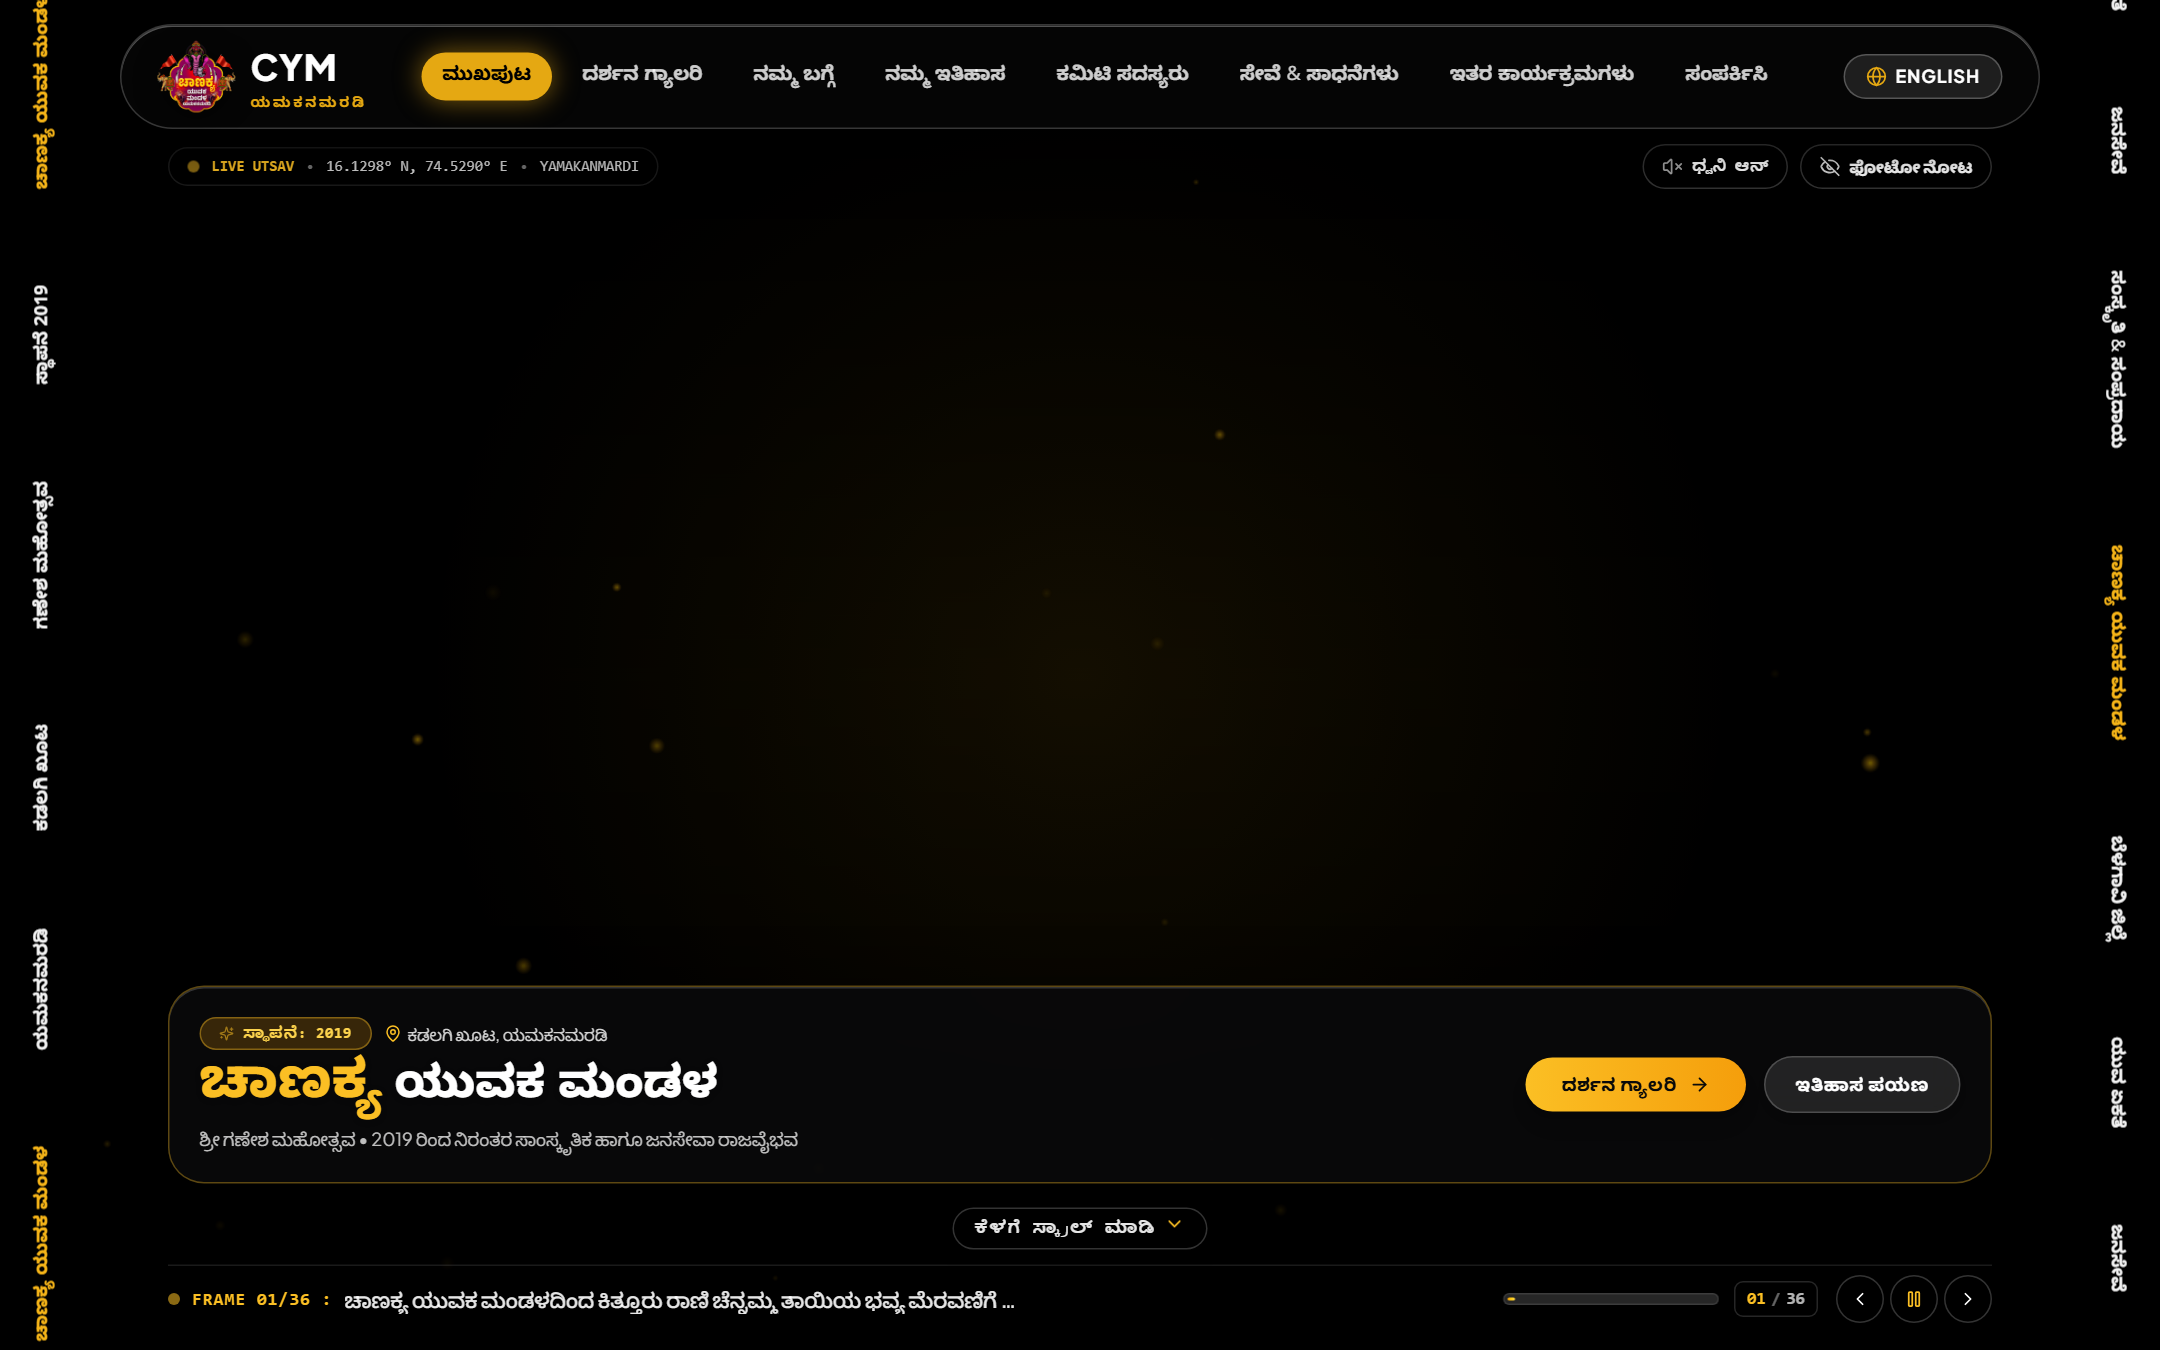 CYM
ಯಮಕನಮರಡಿ
ಮುಖಪುಟ
ದರ್ಶನ ಗ್ಯಾಲರಿ
ನಮ್ಮ ಬಗ್ಗೆ
ನಮ್ಮ ಇತಿಹಾಸ
ಕಮಿಟಿ ಸದಸ್ಯರು
ಸೇವೆ & ಸಾಧನೆಗಳು
ಇತರ ಕಾರ್ಯಕ್ರಮಗಳು
ಸಂಪರ್ಕಿಸಿ
ENGLISH
LIVE UTSAV • 16.1298° N, 74.5290° E • YAMAKANMARDI
ಧ್ವನಿ ಆನ್
ಫೋಟೋ ನೋಟ
ಚಾಣಕ್ಯ ಯುವಕ ಮಂಡಳ
ಸ್ಥಾಪನೆ 2019
ಗಣೇಶ ಮಹೋತ್ಸವ
ಕಡಲಗಿ ಖೂಟ
ಯಮಕನಮರಡಿ
ಚಾಣಕ್ಯ ಯುವಕ ಮಂಡಳ
ಜನಸೇವೆ
ಸಂಸ್ಕೃತಿ & ಸಂಪ್ರದಾಯ
ಚಾಣಕ್ಯ ಯುವಕ ಮಂಡಳ
ಬೆಳಗಾವಿ ಜಿಲ್ಲೆ
ಯುವ ಏಕತೆ
ಜನಸೇವೆ
ಸ್ಥಾಪನೆ: 2019
ಕಡಲಗಿ ಖೂಟ, ಯಮಕನಮರಡಿ
ಚಾಣಕ್ಯ ಯುವಕ ಮಂಡಳ
ಶ್ರೀ ಗಣೇಶ ಮಹೋತ್ಸವ • 2019 ರಿಂದ ನಿರಂತರ ಸಾಂಸ್ಕೃತಿಕ ಹಾಗೂ ಜನಸೇವಾ ರಾಜವೈಭವ
ದರ್ಶನ ಗ್ಯಾಲರಿ
ಇತಿಹಾಸ ಪಯಣ
ಕೆಳಗೆ ಸ್ಕ್ರಾಲ್ ಮಾಡಿ
FRAME 01/36 : ಚಾಣಕ್ಯ ಯುವಕ ಮಂಡಳದಿಂದ ಕಿತ್ತೂರು ರಾಣಿ ಚೆನ್ನಮ್ಮ ತಾಯಿಯ ಭವ್ಯ ಮೆರವಣಿಗೆ ...
01 / 36